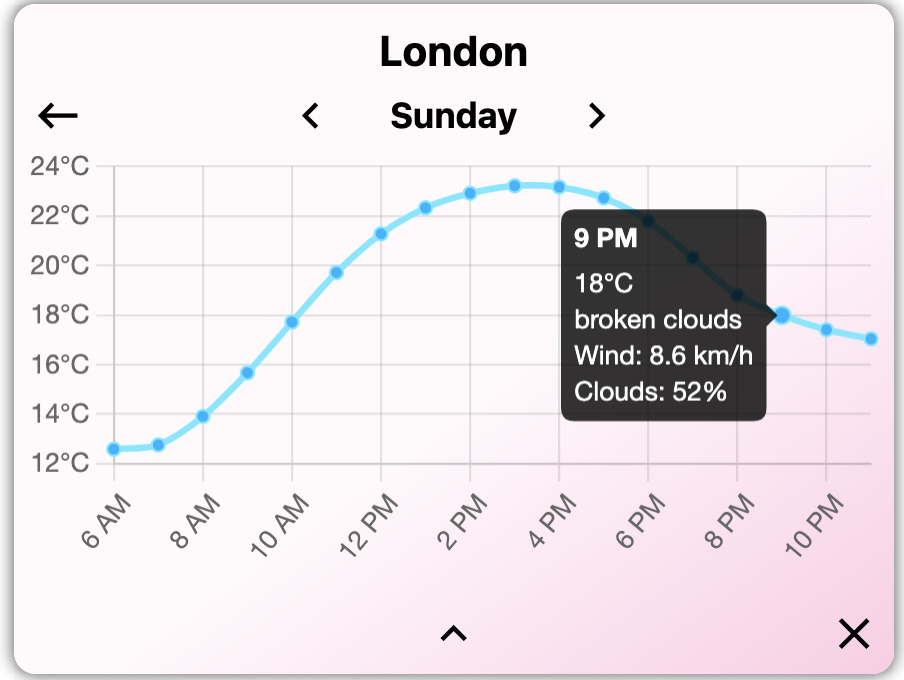 London
Sunday
24°C
22°C
20°C
18°C
16°C
14°C
12°C
9 PM
18°C
broken clouds
Wind: 8.6 km/h
Clouds: 52%
6 AM
8 AM
10 AM
12 PM
2 PM
4 PM
6 PM
8 PM
10 PM